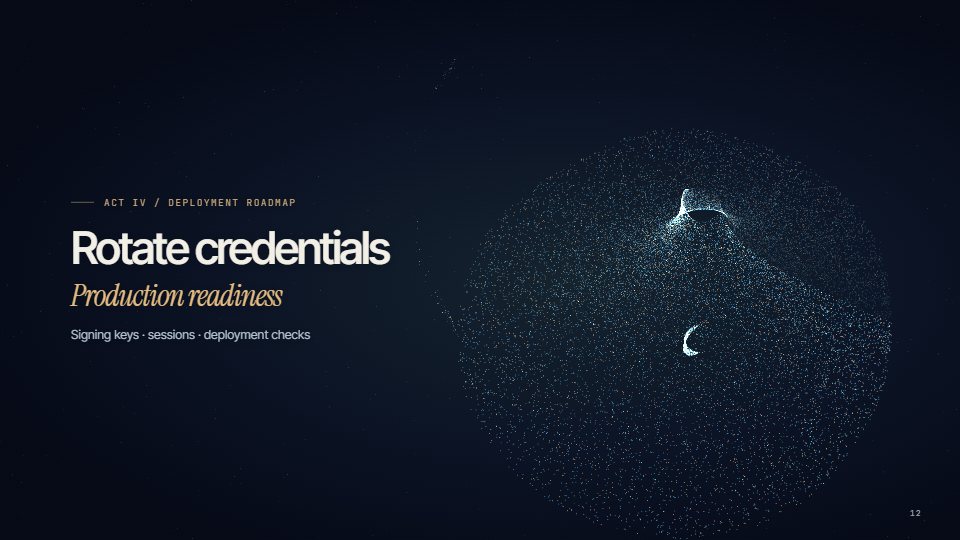 ACT IV / DEPLOYMENT ROADMAP
Rotate credentials
Production readiness
Signing keys · sessions · deployment checks
12